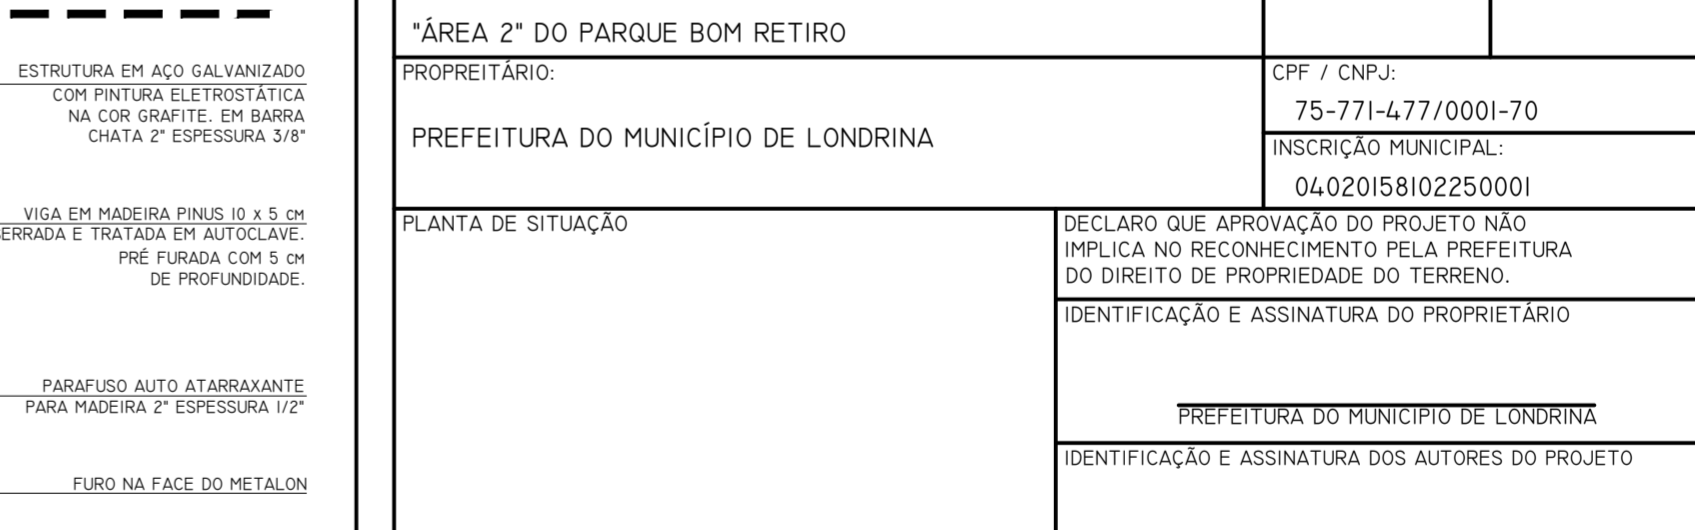 ESTRUTURA EM AÇO GALVANIZADO
COM PINTURA ELETROSTÁTICA
NA COR GRAFITE. EM BARRA
CHATA 2" ESPESSURA 3/8"
VIGA EM MADEIRA PINUS 10 x 5 CM
E TRATADA EM AUTOCLAVE.
PRÉ FURADA COM 5 CM
DE PROFUNDIDADE.
PARAFUSO AUTO ATARRAXANTE
PARA MADEIRA 2" ESPESSURA 1/2"
FURO NA FACE DO METALON
"ÁREA 2" DO PARQUE BOM RETIRO
PROPREITÁRIO:
PREFEITURA DO MUNICÍPIO DE LONDRINA
CPF / CNPJ:
75-771-477/0001-70
INSCRIÇÃO MUNICIPAL:
04020158102250001
PLANTA DE SITUAÇÃO
DECLARO QUE APROVAÇÃO DO PROJETO NÃO
IMPLICA NO RECONHECIMENTO PELA PREFEITURA
DO DIREITO DE PROPRIEDADE DO TERRENO.
IDENTIFICAÇÃO E ASSINATURA DO PROPRIETÁRIO
PREFEITURA DO MUNICIPIO DE LONDRINA
IDENTIFICAÇÃO E ASSINATURA DOS AUTORES DO PROJETO